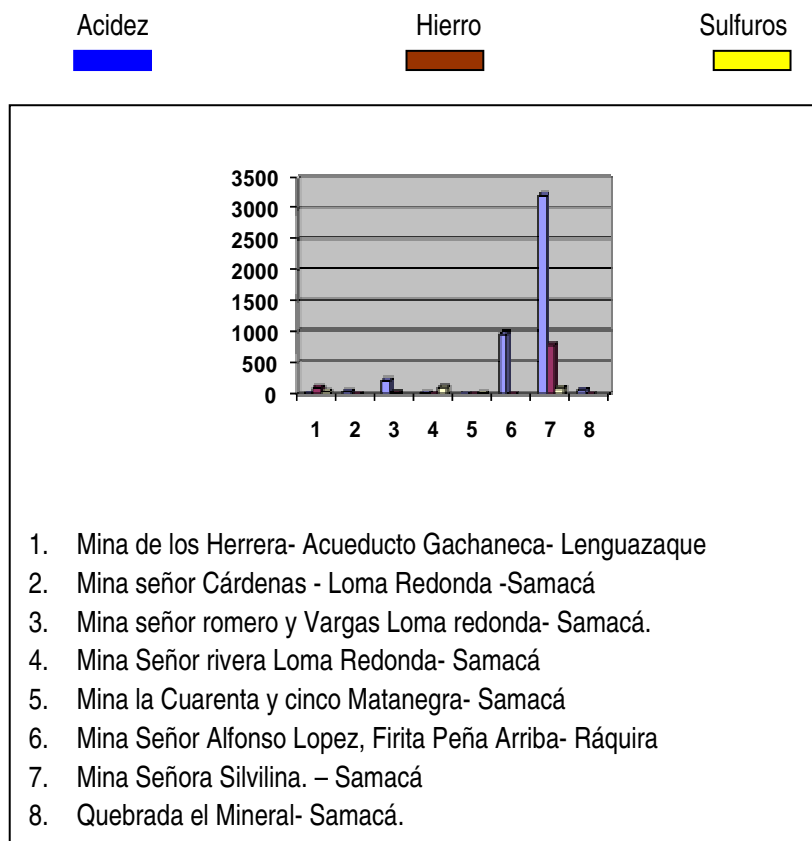 Acidez Hierro Sulfuros
3500
3000
2500
2000
1500
1000
500
0
1 2 3 4 5 6 7 8
1. Mina de los Herrera- Acueducto Gachaneca- Lenguazaque
2. Mina señor Cárdenas - Loma Redonda -Samacá
3. Mina señor romero y Vargas Loma redonda- Samacá.
4. Mina Señor rivera Loma Redonda- Samacá
5. Mina la Cuarenta y cinco Matanegra- Samacá
6. Mina Señor Alfonso Lopez, Firita Peña Arriba- Ráquira
7. Mina Señora Silvilina. – Samacá
8. Quebrada el Mineral- Samacá.